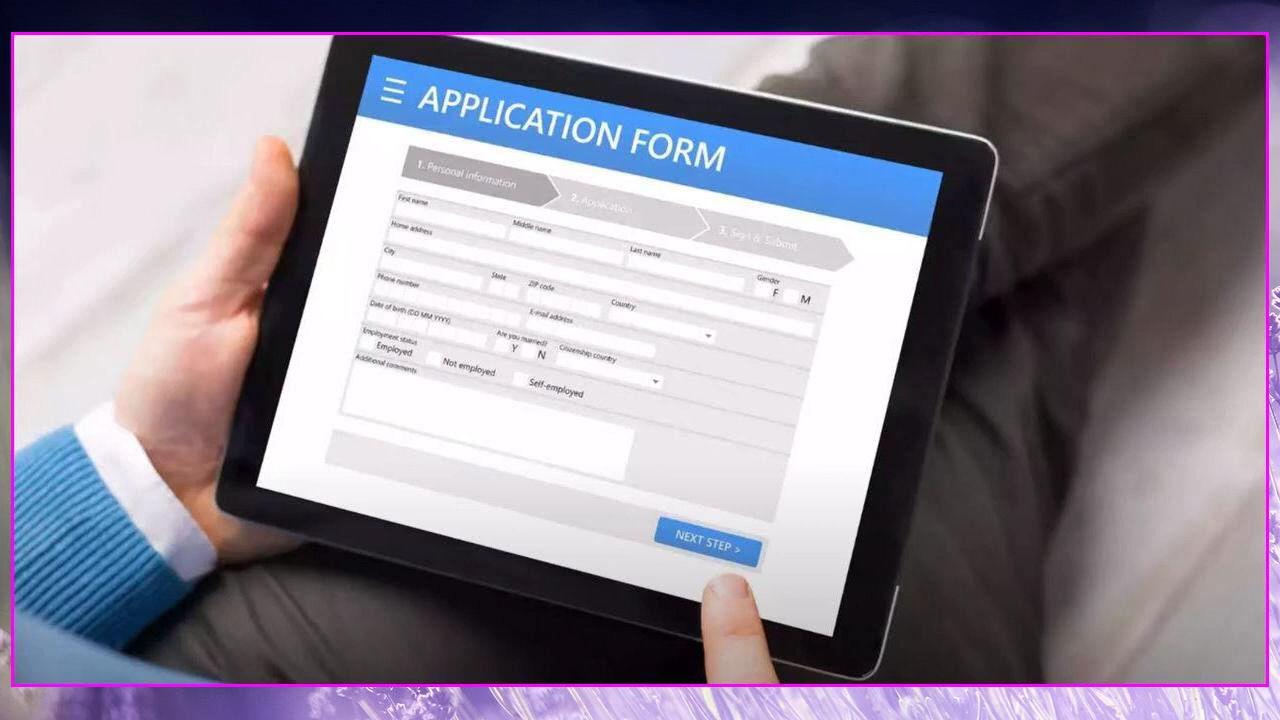 APPLICATION FORM
1. Personal information
2. Application
3. Sign & Submit
First name
Middle name
Last name
Gender
F M
Home address
City
State
ZIP code
Country
Phone number
E-mail address
Date of birth (DD MM YYYY)
Are you married?
Y N
Citizenship country
Employment status
Employed
Not employed
Self-employed
Additional comments
NEXT STEP >